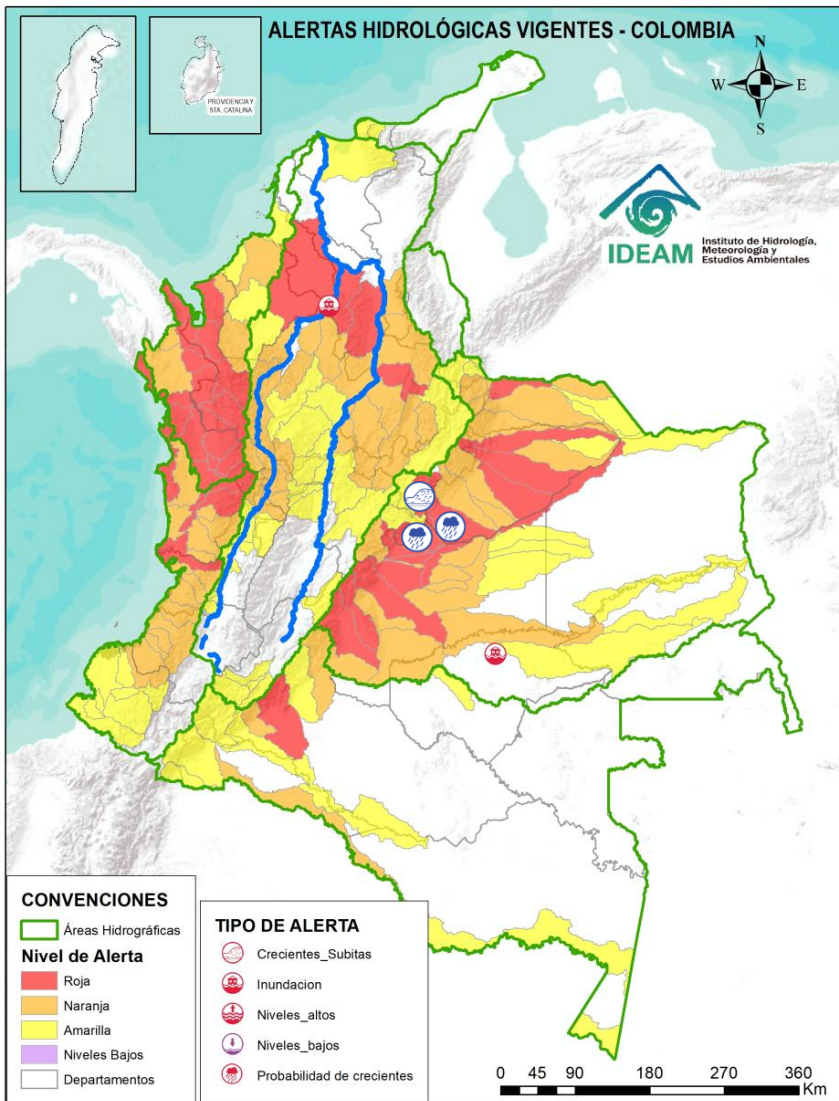 ALERTAS HIDROLÓGICAS VIGENTES - COLOMBIA
PROVIDENCIA Y
STA. CATALINA
N
W E
S
IDEAM
Instituto de Hidrología,
Meteorología y
Estudios Ambientales
CONVENCIONES
Áreas Hidrográficas
Nivel de Alerta
Roja
Naranja
Amarilla
Niveles Bajos
Departamentos
TIPO DE ALERTA
Crecientes_Subitas
Inundacion
Niveles_altos
Niveles_bajos
Probabilidad de crecientes
0 45 90 180 270 360
Km